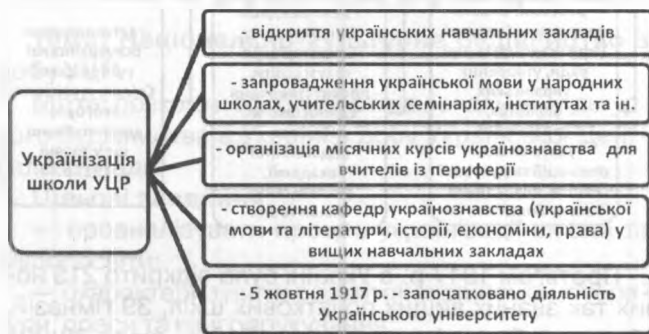 - відкриття українських навчальних закладів
- запровадження української мови у народних
школах, учительських семінаріях, інститутах та ін.
Українізація
школи УЦР
- організація місячних курсів українознавства для
вчителів із периферії
- створення кафедр українознавства (української
мови та літератури, історії, економіки, права) у
вищих навчальних закладах
- 5 жовтня 1917 р. - започатковано діяльність
Українського університету